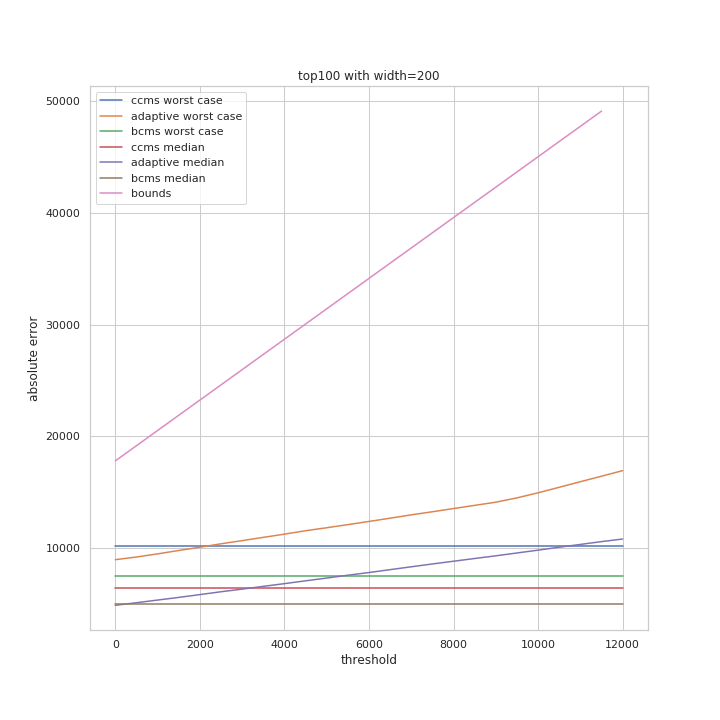 top100 with width=200
ccms worst case
adaptive worst case
bcms worst case
ccms median
adaptive median
bcms median
bounds
absolute error
50000
40000
30000
20000
10000
0 2000 4000 6000 8000 10000 12000
threshold